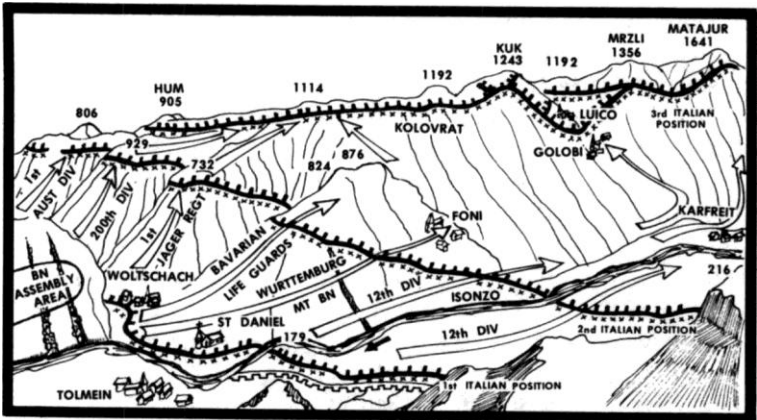 MATAJUR
1641
MRZLI
1356
KUK
1243
1192
1192
1114
HUM
905
806
929
732
824
876
KOLOVRAT
LUICO
GOLOBI
3rd ITALIAN
POSITION
1st
AUST DIV
200th DIV
1st
JAGER REGT
BAVARIAN
LIFE GUARDS
WURTTEMBURG
MT BN
FONI
KARFREIT
216
BN
ASSEMBLY
AREA
WOLTSCHACH
12th DIV
ISONZO
ST DANIEL
179
12th DIV
2nd ITALIAN POSITION
1st ITALIAN POSITION
TOLMEIN